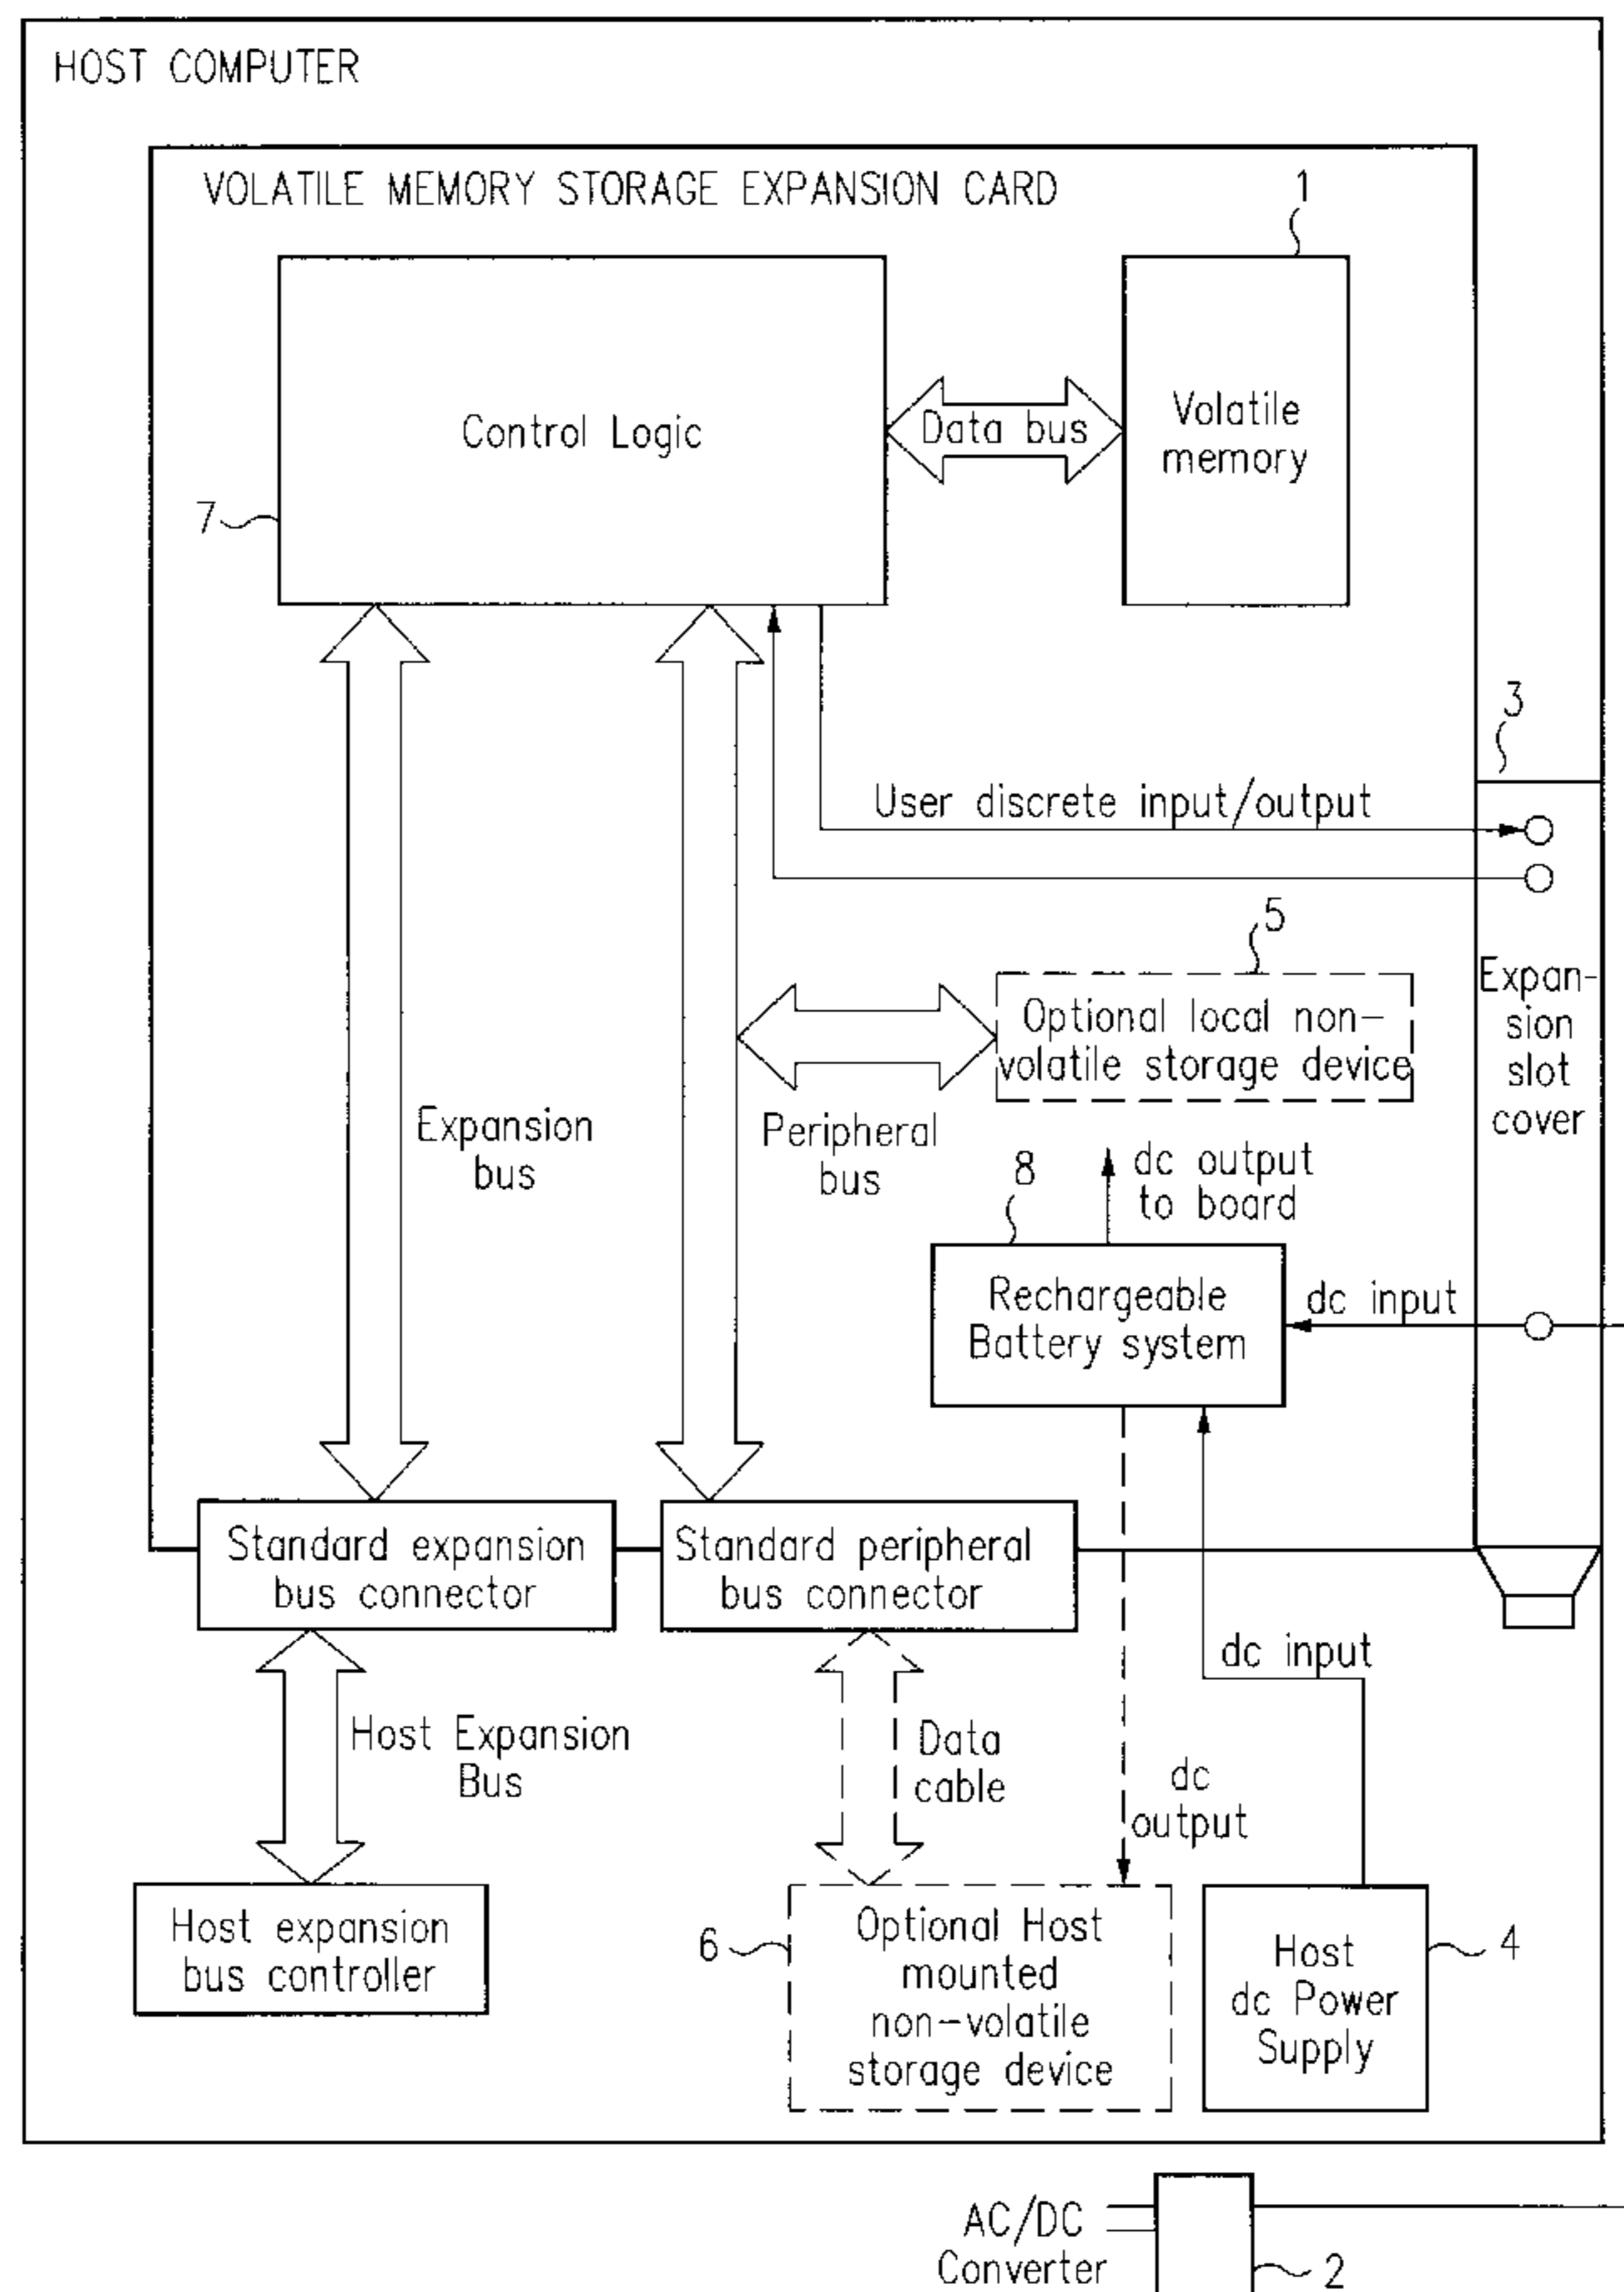 HOST COMPUTER
VOLATILE MEMORY STORAGE EXPANSION CARD
1
Control Logic
Data bus
Volatile
memory
7
3
User discrete input/output
5
Optional local non-
volatile storage device
Expan-
sion
slot
cover
Expansion
bus
Peripheral
bus
8
dc output
to board
Rechargeable
Battery system
dc input
Standard expansion
bus connector
Standard peripheral
bus connector
dc input
Host Expansion
Bus
Data
cable
dc
output
Host expansion
bus controller
6
Optional Host
mounted
non-volatile
storage device
Host
dc Power
Supply
4
AC/DC
Converter
2